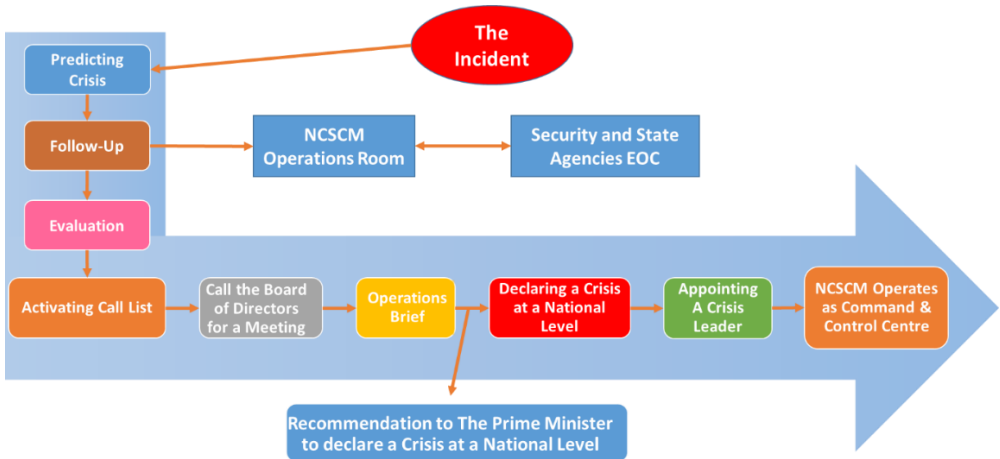 The
Incident
Predicting
Crisis
Follow-Up
NCSCM
Operations Room
Security and State
Agencies EOC
Evaluation
Activating Call List
Call the Board
of Directors
for a Meeting
Operations
Brief
Declaring a Crisis
at a National
Level
Appointing
A Crisis
Leader
NCSCM Operates
as Command &
Control Centre
Recommendation to The Prime Minister
to declare a Crisis at a National Level